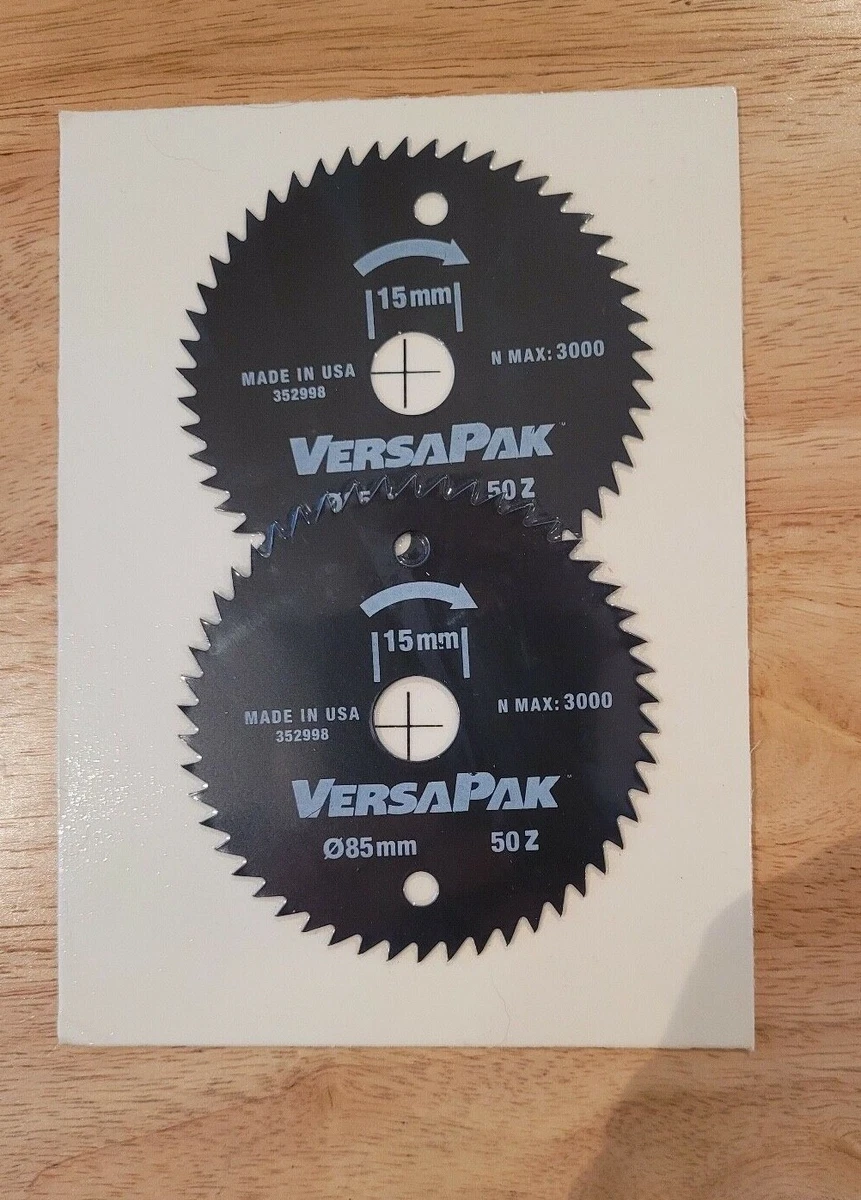 15mm
N MAX: 3000
MADE IN USA
352998
VERSAPAK
50 Z
15mm
N MAX: 3000
MADE IN USA
352998
VERSAPAK
Ø85mm 50 Z